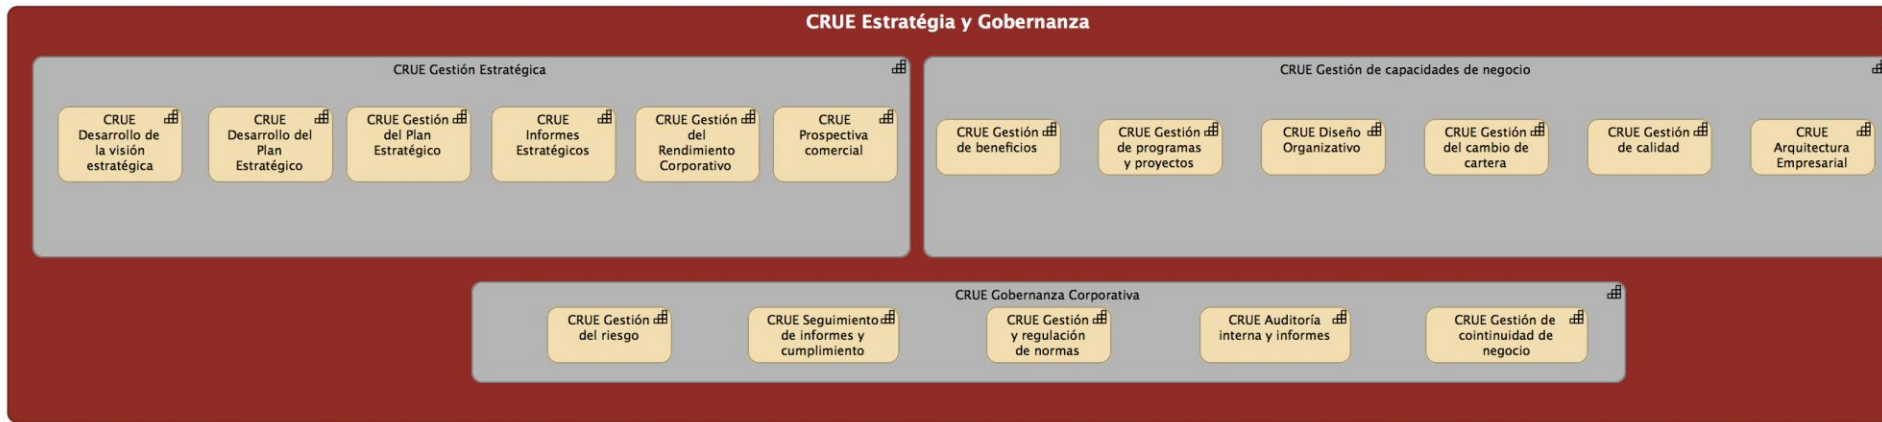 CRUE Estratégia y Gobernanza
CRUE Gestión Estratégica
CRUE
Desarrollo de
la visión
estratégica
CRUE
Desarrollo del
Plan
Estratégico
CRUE Gestión
del Plan
Estratégico
CRUE
Informes
Estratégicos
CRUE Gestión
del
Rendimiento
Corporativo
CRUE
Prospectiva
comercial
CRUE Gestión de capacidades de negocio
CRUE Gestión
de beneficios
CRUE Gestión
de programas
y proyectos
CRUE Diseño
Organizativo
CRUE Gestión
del cambio de
cartera
CRUE Gestión
de calidad
CRUE
Arquitectura
Empresarial
CRUE Gobernanza Corporativa
CRUE Gestión
del riesgo
CRUE Seguimiento
de informes y
cumplimiento
CRUE Gestión
y regulación
de normas
CRUE Auditoría
interna y informes
CRUE Gestión de
cointinuidad de
negocio